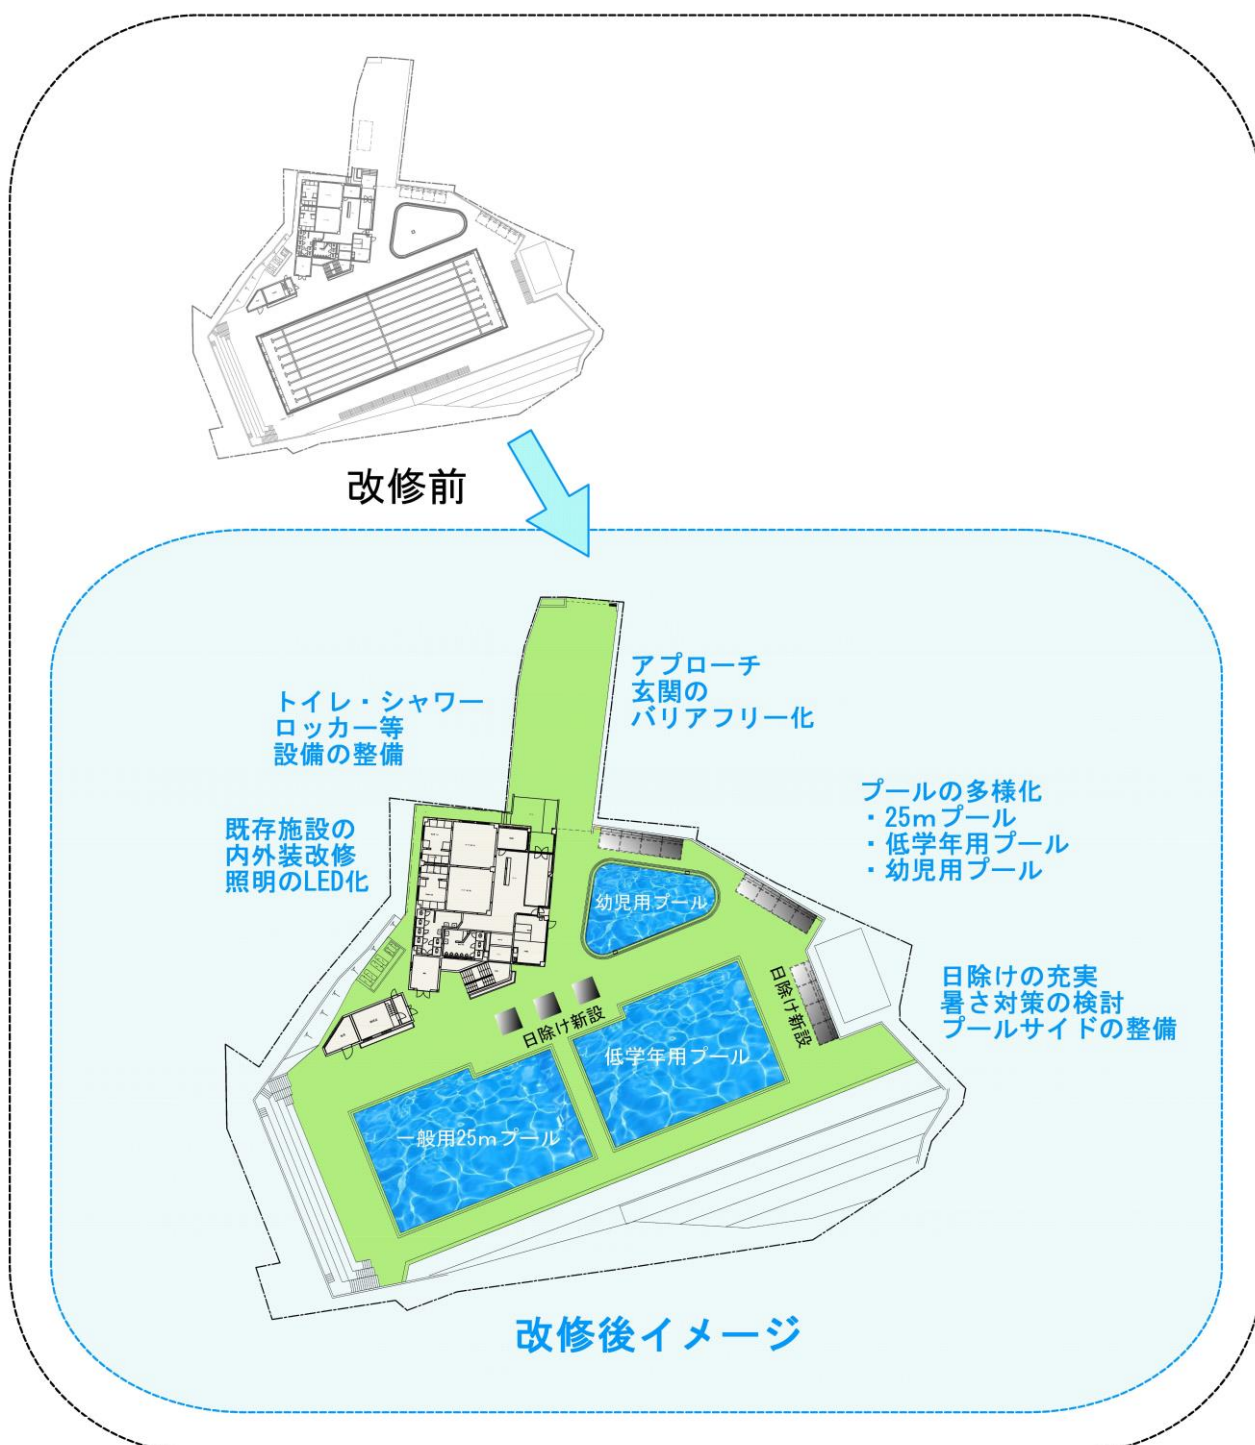 改修前
アプローチ
玄関の
バリアフリー化
トイレ・シャワー
ロッカー等
設備の整備
プールの多様化
・25mプール
・低学年用プール
・幼児用プール
既存施設の
内外装改修
照明のLED化
幼児用プール
日除けの充実
暑さ対策の検討
プールサイドの整備
日除け新設
日除け新設
低学年用プール
一般用25mプール
改修後イメージ